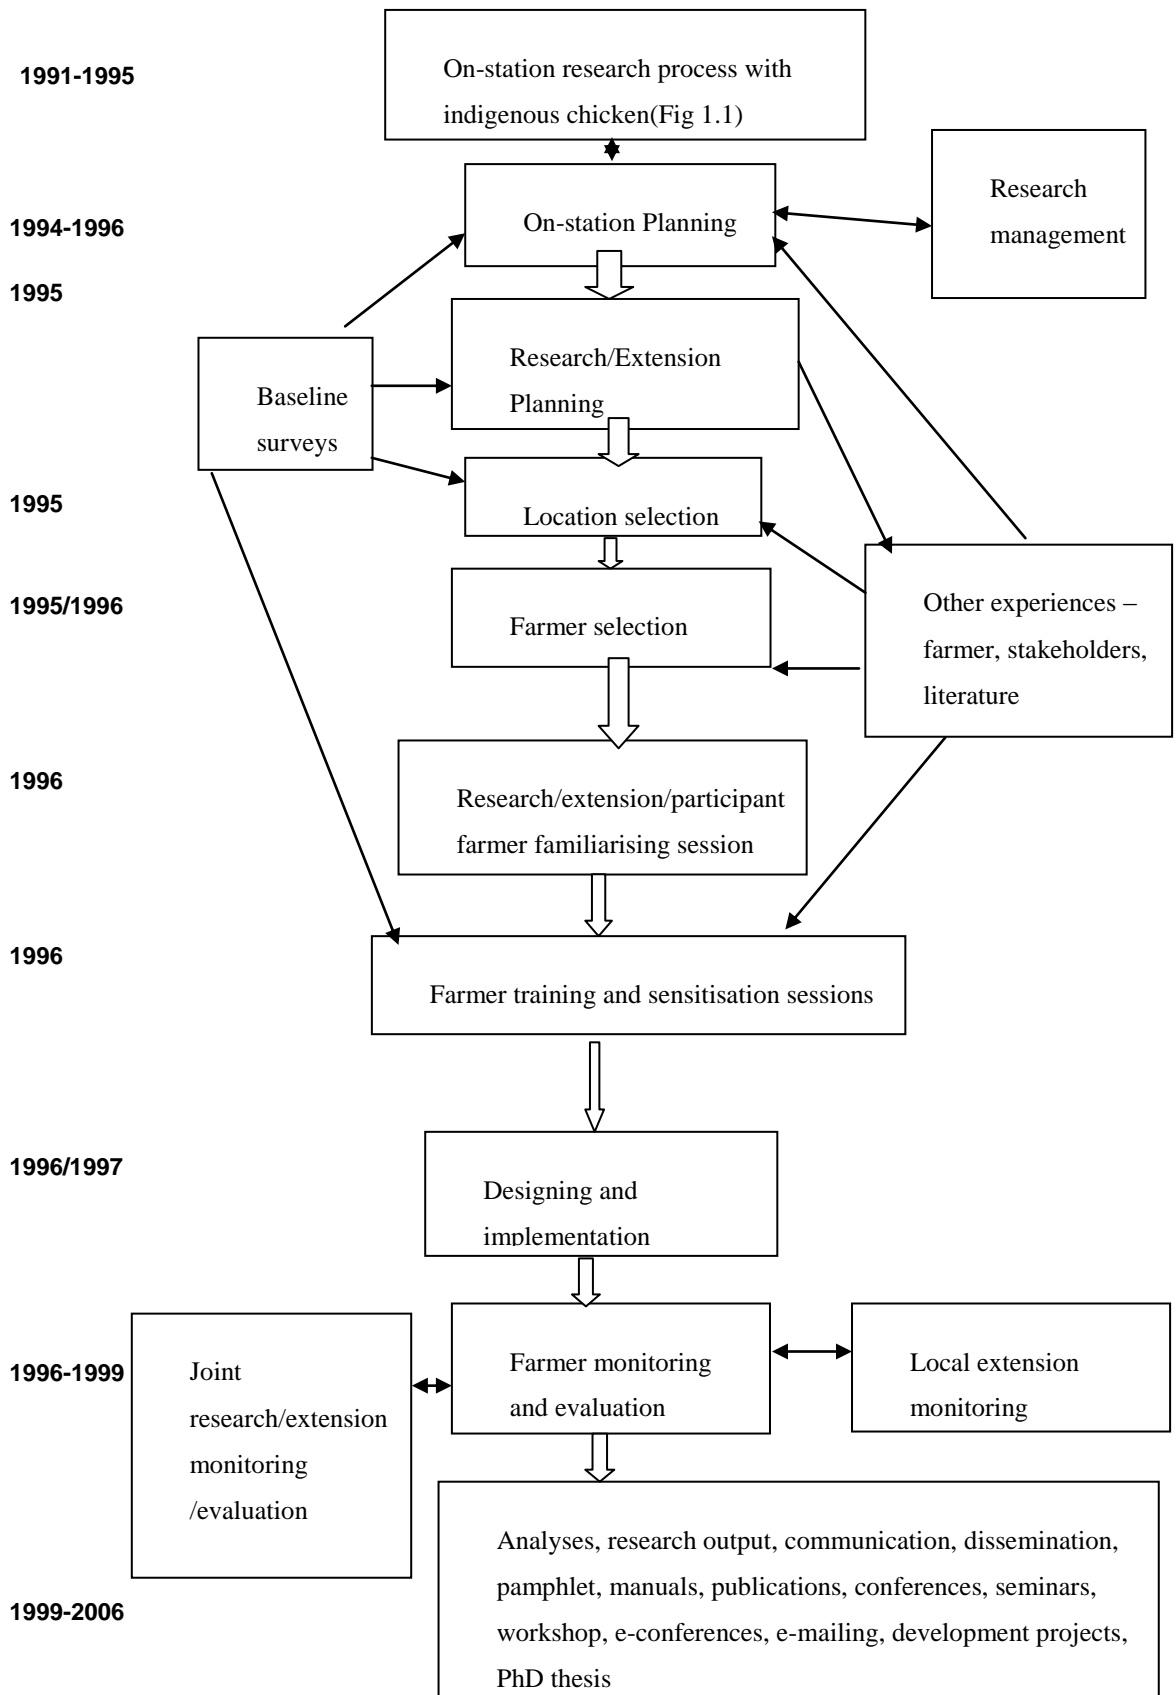 1991-1995
On-station research process with
indigenous chicken(Fig 1.1)
Research
management
1994-1996
On-station Planning
1995
Research/Extension
Planning
Baseline
surveys
1995
Location selection
1995/1996
Farmer selection
Other experiences –
farmer, stakeholders,
literature
1996
Research/extension/participant
farmer familiarising session
1996
Farmer training and sensitisation sessions
1996/1997
Designing and
implementation
1996-1999
Joint
research/extension
monitoring
/evaluation
Farmer monitoring
and evaluation
Local extension
monitoring
1999-2006
Analyses, research output, communication, dissemination,
pamphlet, manuals, publications, conferences, seminars,
workshop, e-conferences, e-mailing, development projects,
PhD thesis